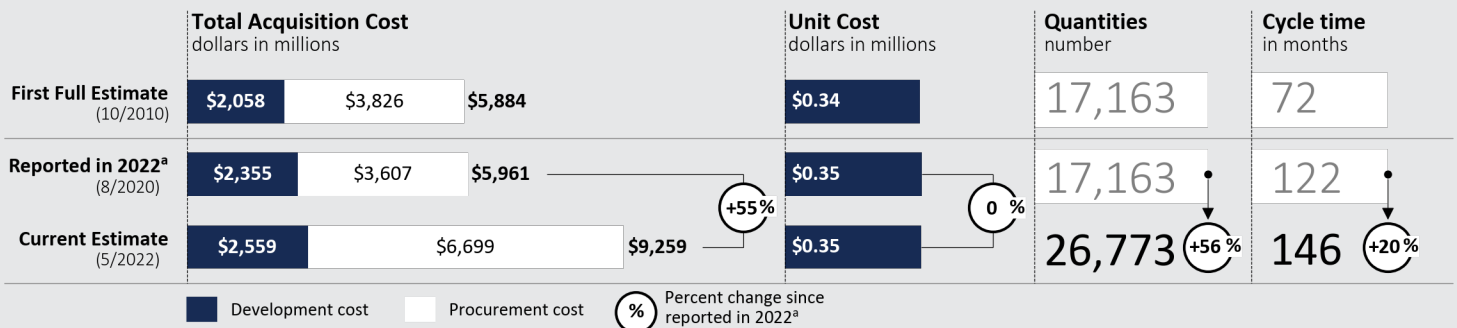 Total Acquisition Cost
dollars in millions
Unit Cost
dollars in millions
Quantities
number
Cycle time
in months
First Full Estimate
(10/2010)
$2,058 $3,826 $5,884 $0.34 17,163 72
Reported in 2022a
(8/2020)
$2,355 $3,607 $5,961 $0.35 17,163 122
+55% 0 %
Current Estimate
(5/2022)
$2,559 $6,699 $9,259 $0.35 26,773 +56 % 146 +20 %
Development cost Procurement cost % Percent change since
reported in 2022a